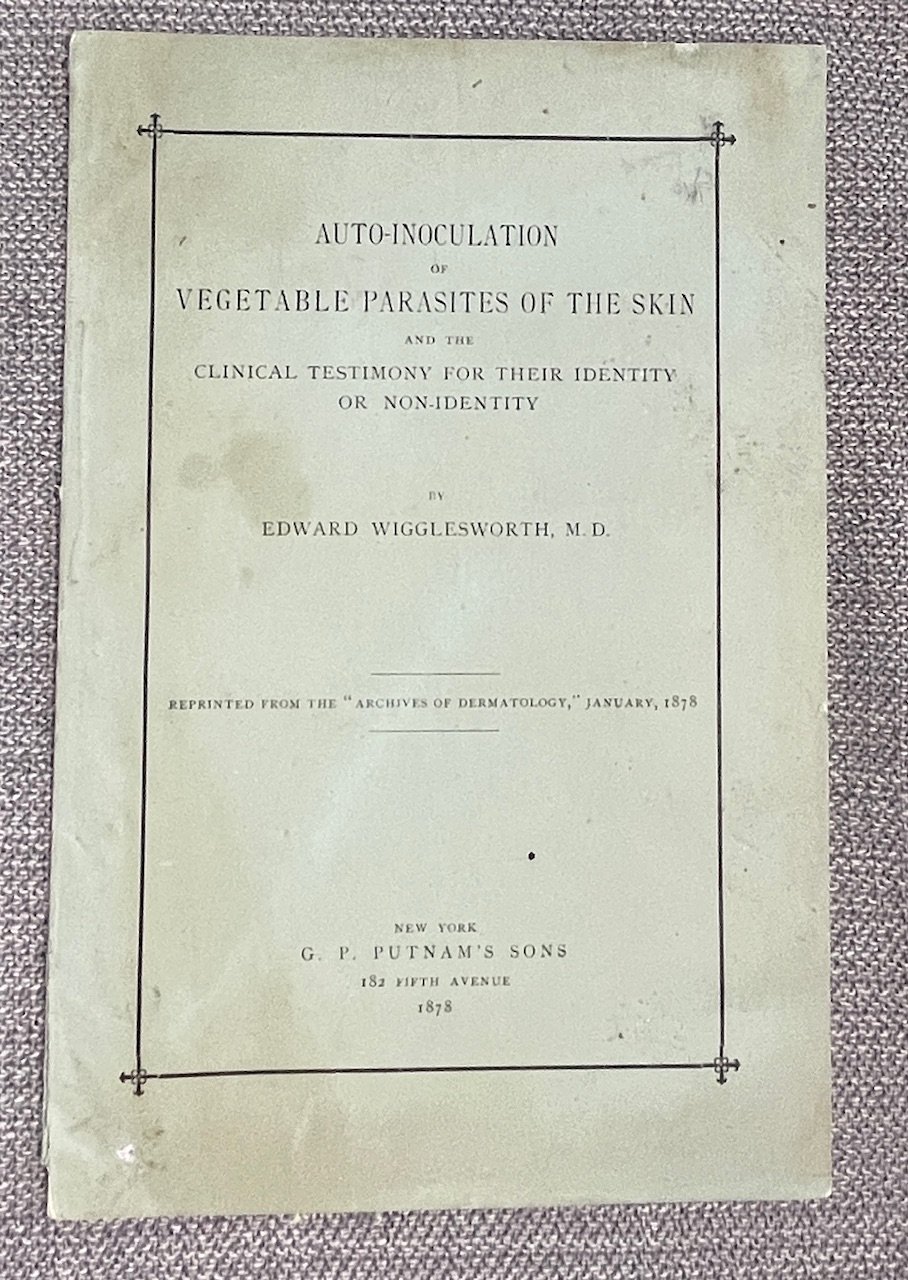 AUTO-INOCULATION
OF
VEGETABLE PARASITES OF THE SKIN
AND THE
CLINICAL TESTIMONY FOR THEIR IDENTITY
OR NON-IDENTITY
BY
EDWARD WIGGLESWORTH, M.D.
REPRINTED FROM THE "ARCHIVES OF DERMATOLOGY," JANUARY, 1878
NEW YORK
G. P. PUTNAM'S SONS
182 FIFTH AVENUE
1878